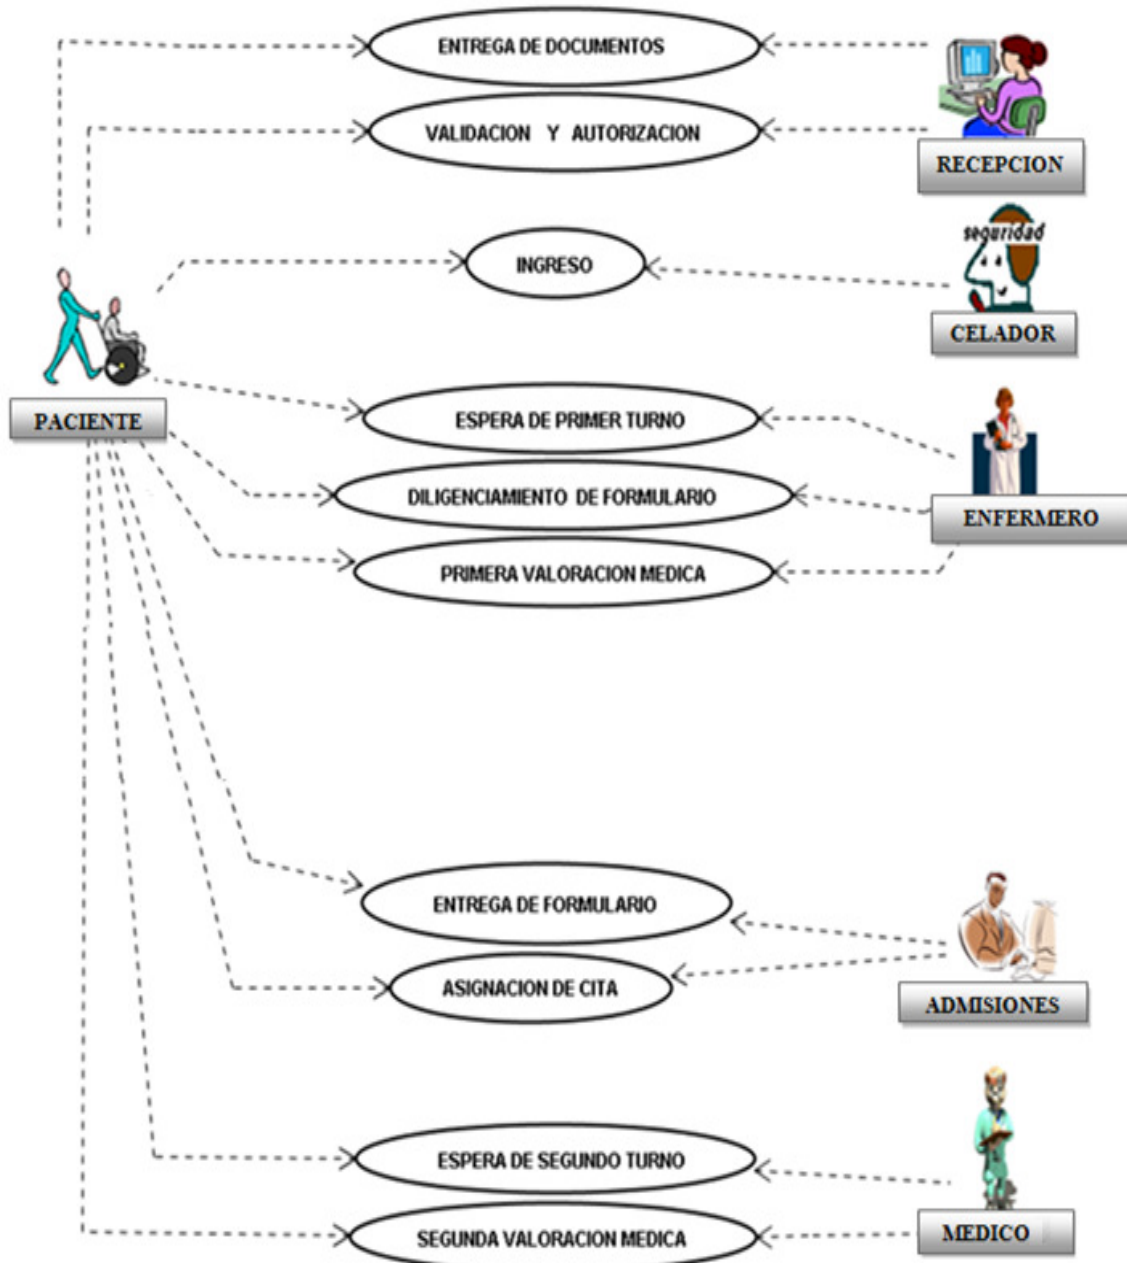 ENTREGA DE DOCUMENTOS
VALIDACION Y AUTORIZACION
RECEPCION
seguridad
INGRESO
CELADOR
ESPERA DE PRIMER TURNO
PACIENTE
DILIGENCIAMIENTO DE FORMULARIO
ENFERMERO
PRIMERA VALORACION MEDICA
ENTREGA DE FORMULARIO
ASIGNACION DE CITA
ADMISIONES
ESPERA DE SEGUNDO TURNO
SEGUNDA VALORACION MEDICA
MEDICO